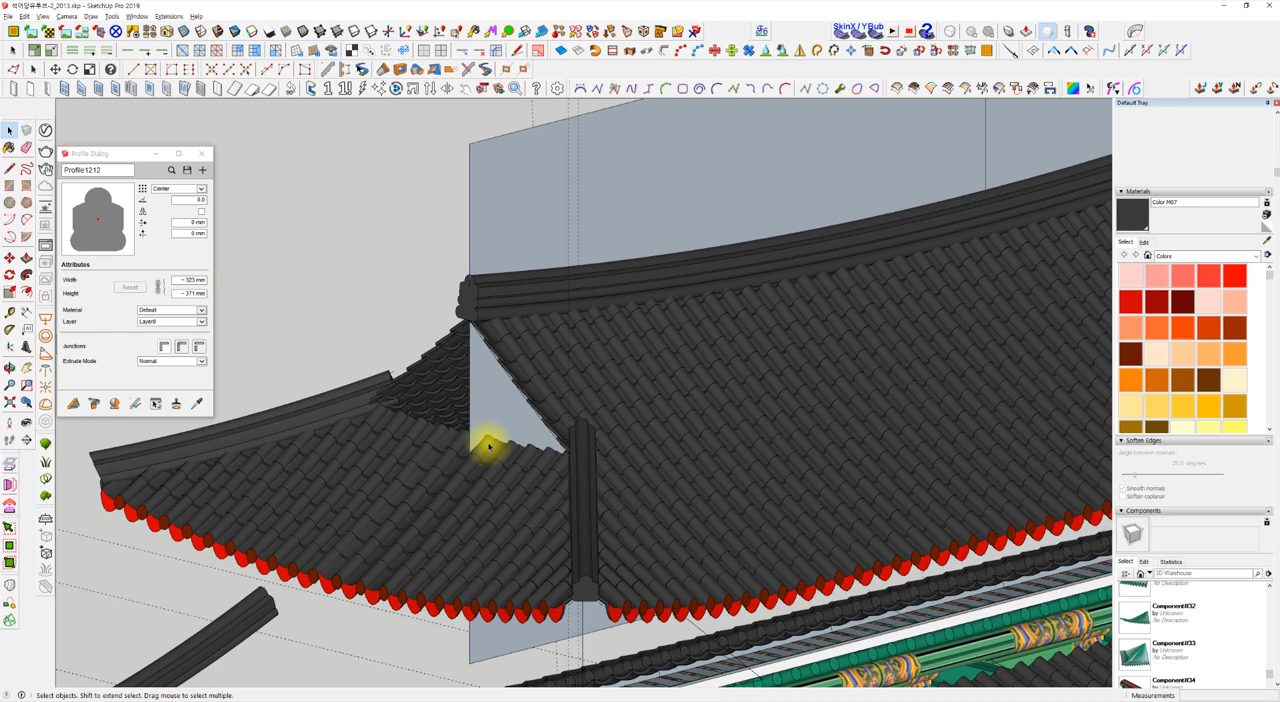 석어당유투브-2_2013.skp - SketchUp Pro 2019
File Edit View Camera Draw Tools Window Extensions Help
SkinX/YBub
Default Tray
Profile Dialog
Profile1212
Center
0.0
0 mm
0 mm
Attributes
Width
Reset
~ 323 mm
Height
~ 371 mm
Material
Default
Layer
Layer0
Junctions
Extrude Mode
Normal
Materials
Color M07
Select Edit
Colors
Soften Edges
Angle between normals:
20.0 degrees
Smooth normals
Soften coplanar
Components
Select Edit Statistics
3D Warehouse
No Description
Component#32
by Unknown
No Description
Component#33
by Unknown
No Description
Component#34
by Unknown
Select objects. Shift to extend select. Drag mouse to select multiple.
Measurements